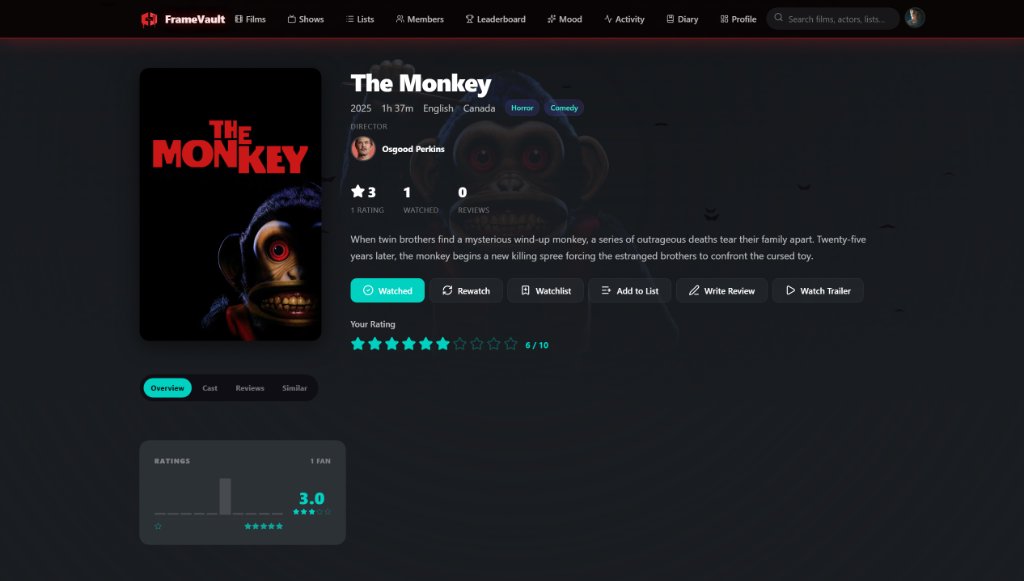 FrameVault Films Shows Lists Members Leaderboard Mood Activity Diary Profile Search films, actors, lists...
THE
MONKEY
The Monkey
2025 1h 37m English Canada Horror Comedy
DIRECTOR
Osgood Perkins
3 1 0
1 RATING WATCHED REVIEWS
When twin brothers find a mysterious wind-up monkey, a series of outrageous deaths tear their family apart. Twenty-five
years later, the monkey begins a new killing spree forcing the estranged brothers to confront the cursed toy.
Watched Rewatch Watchlist Add to List Write Review Watch Trailer
Your Rating
6 / 10
Overview Cast Reviews Similar
RATINGS 1 FAN
3.0